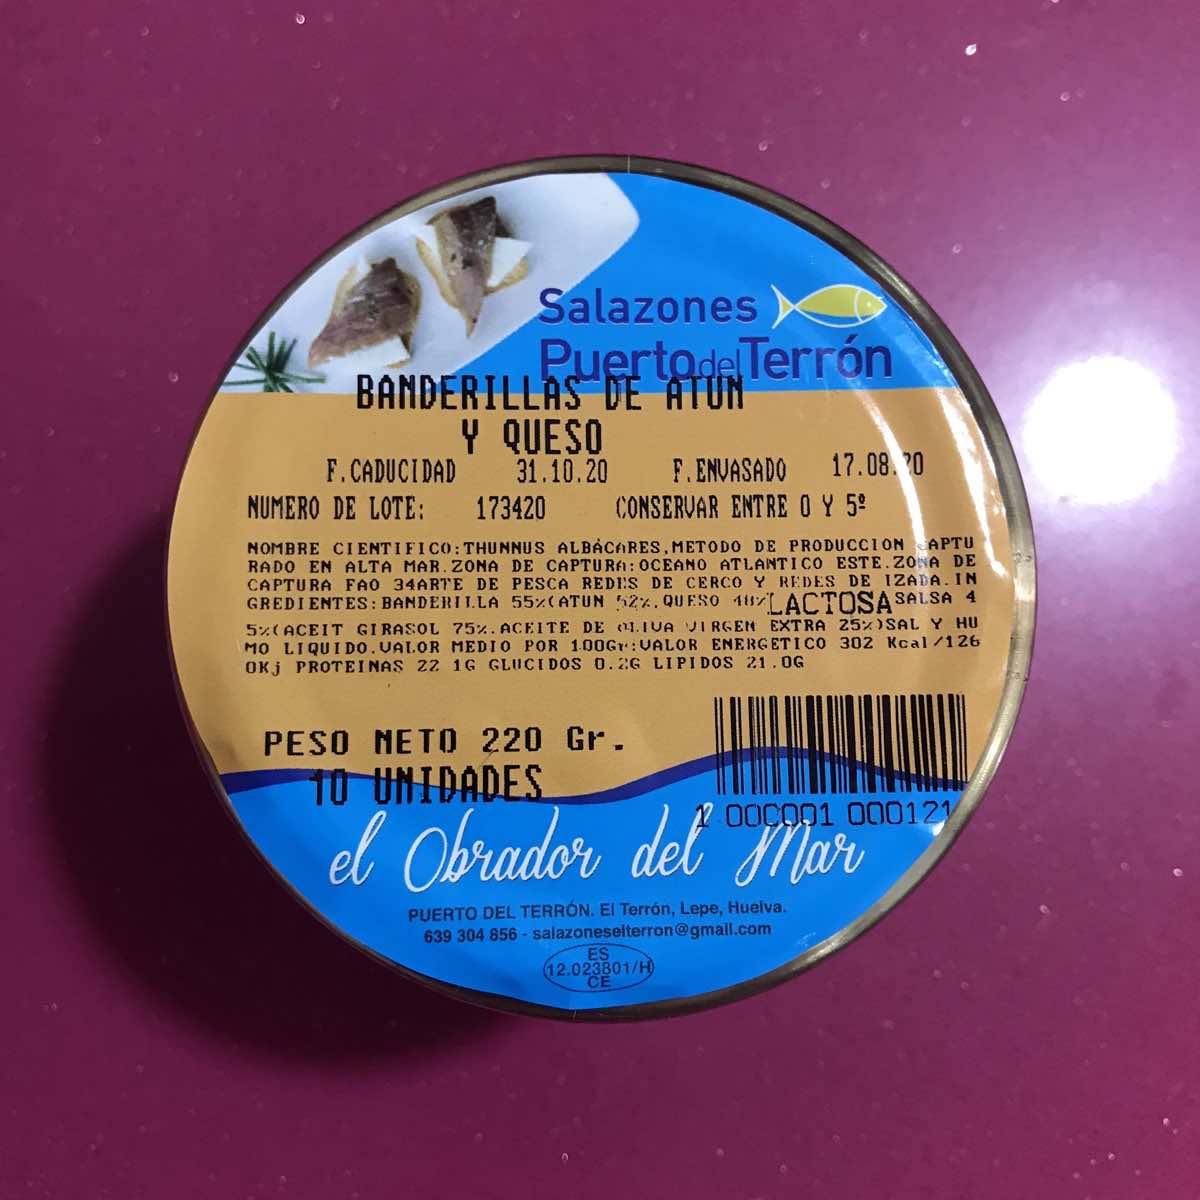 Salazones
Puerto del Terrón
BANDERILLAS DE ATUN
Y QUESO
F.CADUCIDAD 31.10.20 F.ENVASADO 17.08.20
NUMERO DE LOTE: 173420 CONSERVAR ENTRE 0 Y 5º
NOMBRE CIENTIFICO:THUNNUS ALBÁCARES,METODO DE PRODUCCION CAPTU
RADO EN ALTA MAR.ZONA DE CAPTURA:OCEANO ATLANTICO ESTE.ZONA DE
CAPTURA FAO 34ARTE DE PESCA REDES DE CERCO Y REDES DE IZADA.IN
GREDIENTES:BANDERILLA 55%(ATUN 52%,QUESO 48%LACTOSA SALSA 4
5%(ACEIT GIRASOL 75%.ACEITE DE OLIVA VIRGEN EXTRA 25%)SAL Y HU
MO LIQUIDO.VALOR MEDIO POR 100Gr:VALOR ENERGETICO 302 Kcal/126
0Kj PROTEINAS 22 1G GLUCIDOS 0.2G LIPIDOS 21.0G
PESO NETO 220 Gr.
10 UNIDADES
1 000001 000121
el Obrador del Mar
PUERTO DEL TERRÓN. El Terrón, Lepe, Huelva.
639 304 856 - salazoneselterron@gmail.com
ES
12.023801/H
CE